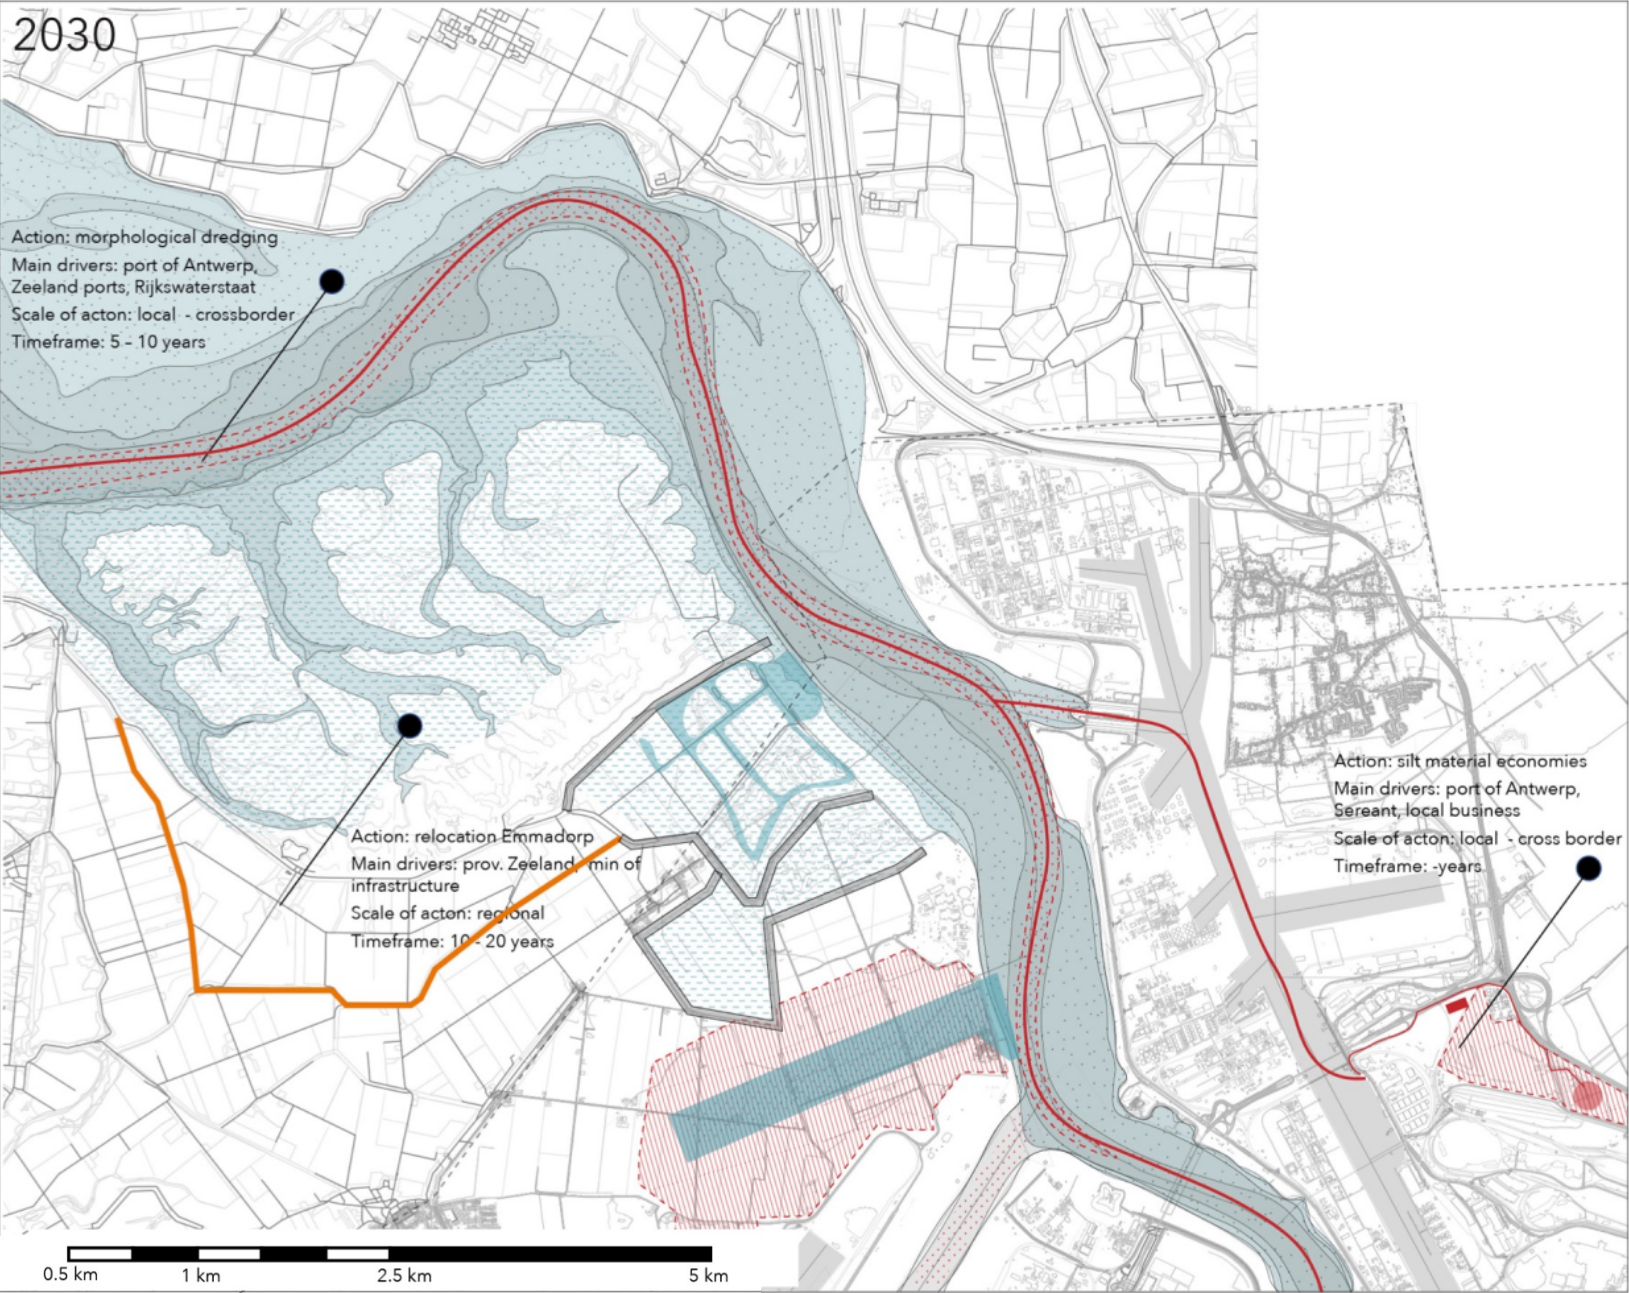 2030
Action: morphological dredging
Main drivers: port of Antwerp,
Zeeland ports, Rijkswaterstaat
Scale of acton: local - crossborder
Timeframe: 5 – 10 years
Action: silt material economies
Main drivers: port of Antwerp,
Sereant, local business
Scale of acton: local - cross border
Timeframe: -years
Action: relocation Emmadorp
Main drivers: prov. Zeeland, min of
infrastructure
Scale of acton: regional
Timeframe: 10 - 20 years
0.5 km 1 km 2.5 km 5 km